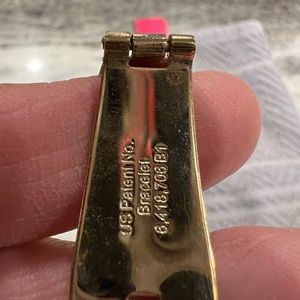 US Patent No.
Bracelet
6,418,706 B1